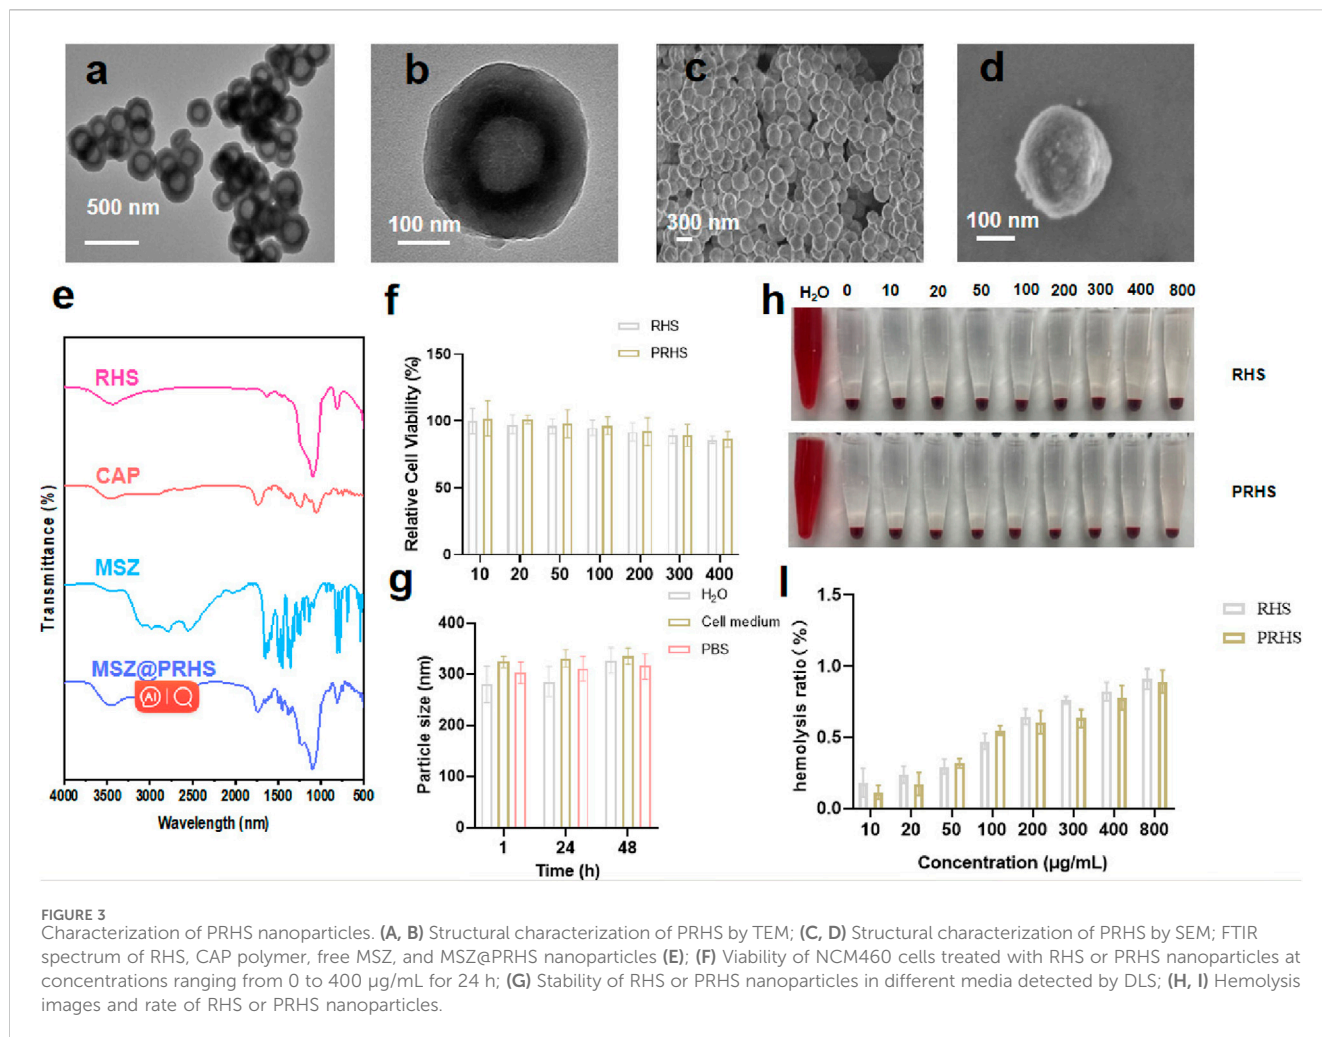 a
500 nm
b
100 nm
c
300 nm
d
100 nm
e
RHS
CAP
MSZ
MSZ@PRHS
AI
Transmittance (%)
4000 3500 3000 2500 2000 1500 1000 500
Wavelength (nm)
f
RHS
PRHS
Relative Cell Viability (%)
150
100
50
0
10 20 50 100 200 300 400
g
H₂O
Cell medium
PBS
Particle size (nm)
400
300
200
100
0
1 24 48
Time (h)
h
H₂O 0 10 20 50 100 200 300 400 800
RHS
PRHS
I
RHS
PRHS
hemolysis ratio (%)
1.5
1.0
0.5
0.0
10 20 50 100 200 300 400 800
Concentration (μg/mL)
FIGURE 3
Characterization of PRHS nanoparticles. (A, B) Structural characterization of PRHS by TEM; (C, D) Structural characterization of PRHS by SEM; FTIR
spectrum of RHS, CAP polymer, free MSZ, and MSZ@PRHS nanoparticles (E); (F) Viability of NCM460 cells treated with RHS or PRHS nanoparticles at
concentrations ranging from 0 to 400 μg/mL for 24 h; (G) Stability of RHS or PRHS nanoparticles in different media detected by DLS; (H, I) Hemolysis
images and rate of RHS or PRHS nanoparticles.